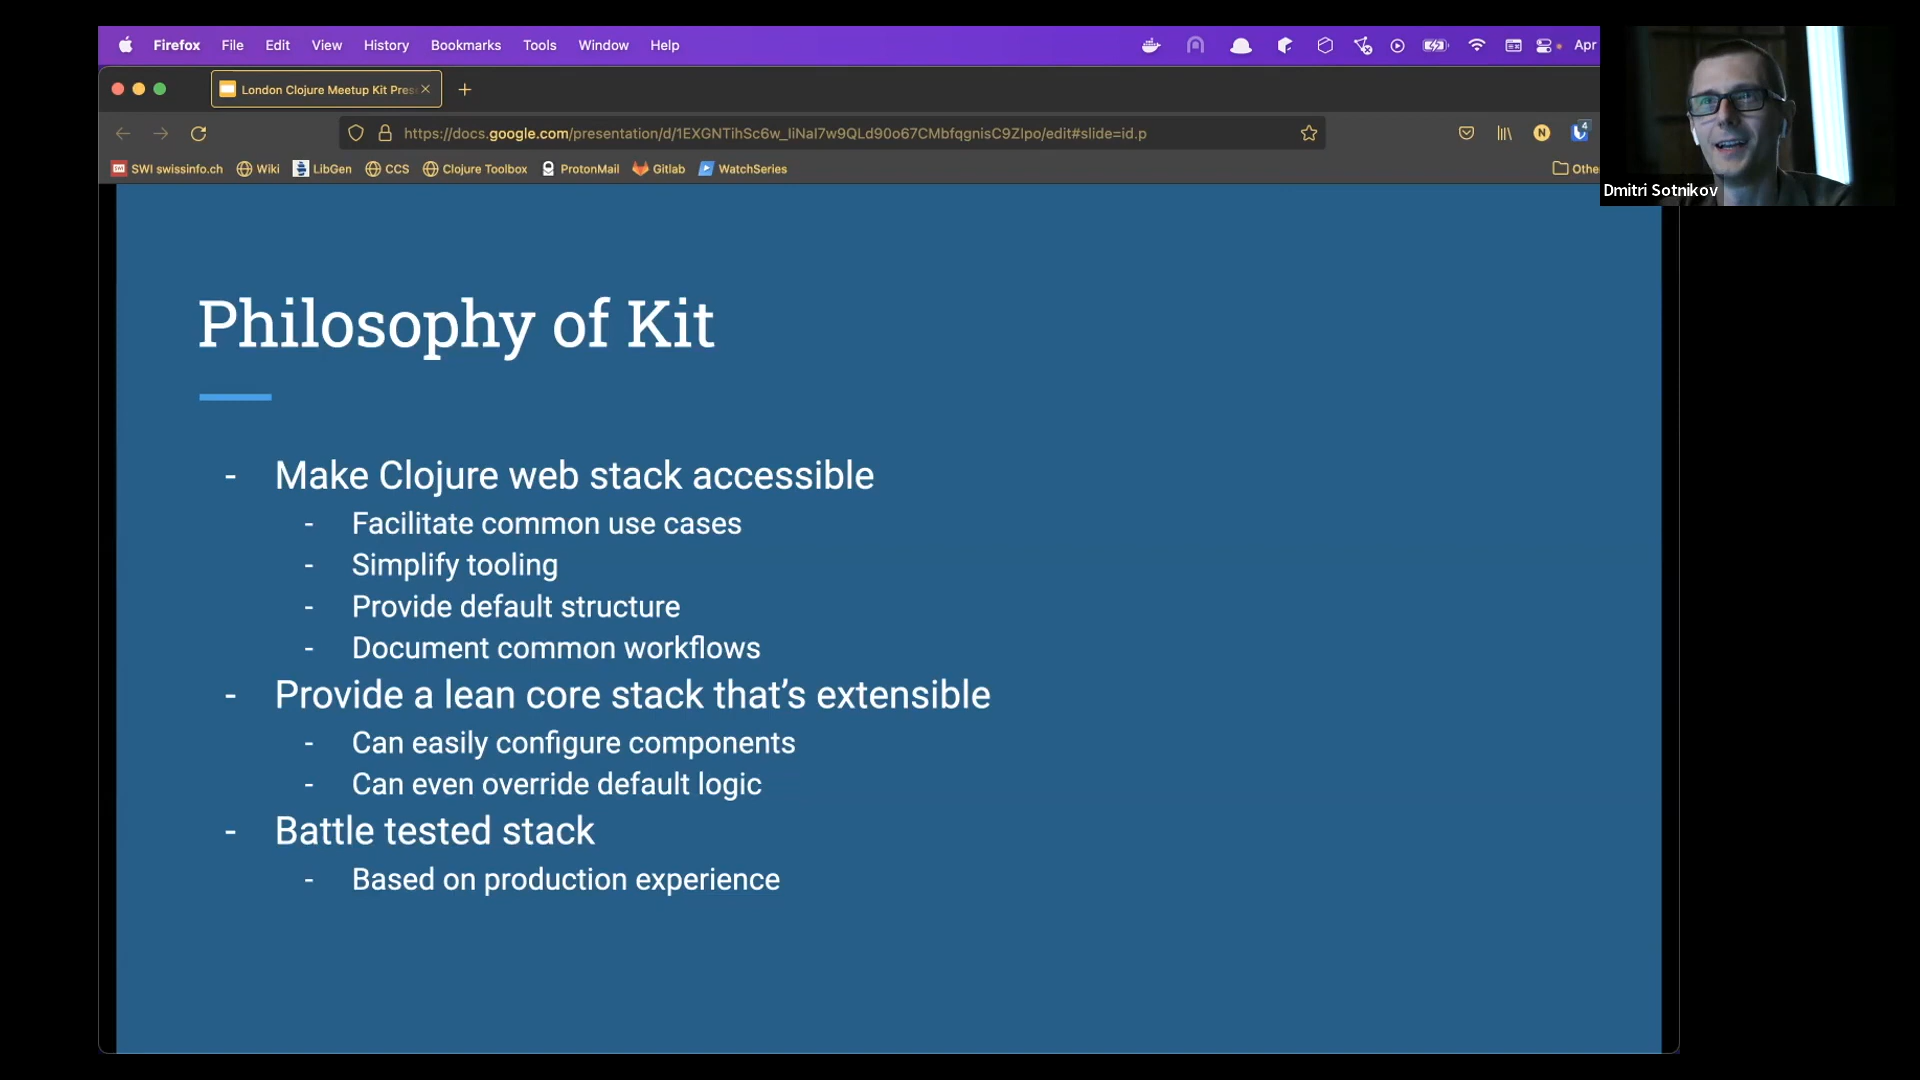 Firefox File Edit View History Bookmarks Tools Window Help Apr
London Clojure Meetup Kit Pres
https://docs.google.com/presentation/d/1EXGNTihSc6w_IiNaI7w9QLd90o67CMbfqgnisC9ZIpo/edit#slide=id.p N 4
SWI swissinfo.ch Wiki LibGen CCS Clojure Toolbox ProtonMail Gitlab WatchSeries Othe
Dmitri Sotnikov
Philosophy of Kit
- Make Clojure web stack accessible
- Facilitate common use cases
- Simplify tooling
- Provide default structure
- Document common workflows
- Provide a lean core stack that’s extensible
- Can easily configure components
- Can even override default logic
- Battle tested stack
- Based on production experience